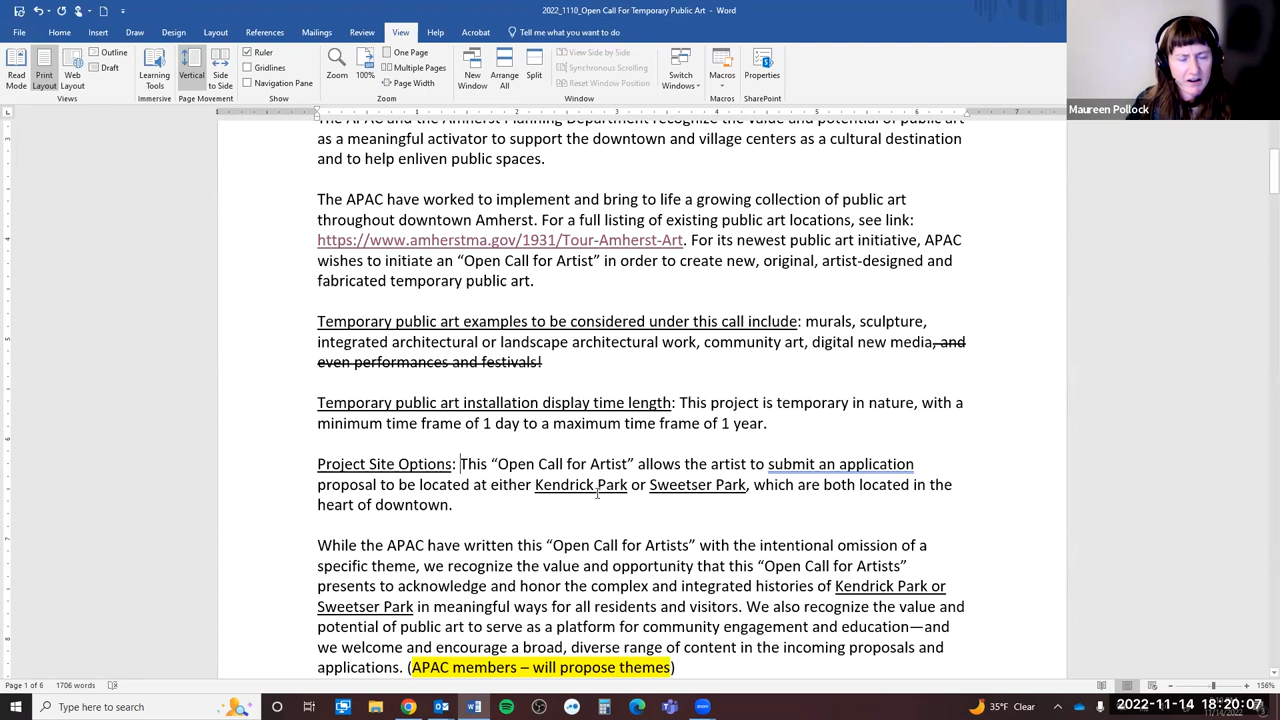 2022_1110_Open Call For Temporary Public Art - Word
File Home Insert Draw Design Layout References Mailings Review View Help Acrobat Tell me what you want to do
Read Mode
Print Layout
Web Layout
Outline
Draft
Views
Learning Tools
Immersive
Vertical
Side to Side
Page Movement
Ruler
Gridlines
Navigation Pane
Show
Zoom
100%
One Page
Multiple Pages
Page Width
Zoom
New Window
Arrange All
Split
View Side by Side
Synchronous Scrolling
Reset Window Position
Window
Switch Windows
Macros
Macros
Properties
SharePoint
Maureen Pollock
1 1 2 3 4 5 6 7
as a meaningful activator to support the downtown and village centers as a cultural destination
and to help enliven public spaces.
The APAC have worked to implement and bring to life a growing collection of public art
throughout downtown Amherst. For a full listing of existing public art locations, see link:
https://www.amherstma.gov/1931/Tour-Amherst-Art. For its newest public art initiative, APAC
wishes to initiate an “Open Call for Artist” in order to create new, original, artist-designed and
fabricated temporary public art.
Temporary public art examples to be considered under this call include: murals, sculpture,
integrated architectural or landscape architectural work, community art, digital new media, and
even performances and festivals!
Temporary public art installation display time length: This project is temporary in nature, with a
minimum time frame of 1 day to a maximum time frame of 1 year.
Project Site Options: This “Open Call for Artist” allows the artist to submit an application
proposal to be located at either Kendrick Park or Sweetser Park, which are both located in the
heart of downtown.
While the APAC have written this “Open Call for Artists” with the intentional omission of a
specific theme, we recognize the value and opportunity that this “Open Call for Artists”
presents to acknowledge and honor the complex and integrated histories of Kendrick Park or
Sweetser Park in meaningful ways for all residents and visitors. We also recognize the value and
potential of public art to serve as a platform for community engagement and education—and
we welcome and encourage a broad, diverse range of content in the incoming proposals and
applications. (APAC members – will propose themes)
Page 1 of 6 1706 words 156%
Type here to search
35°F Clear
2022-11-14 18:20:07